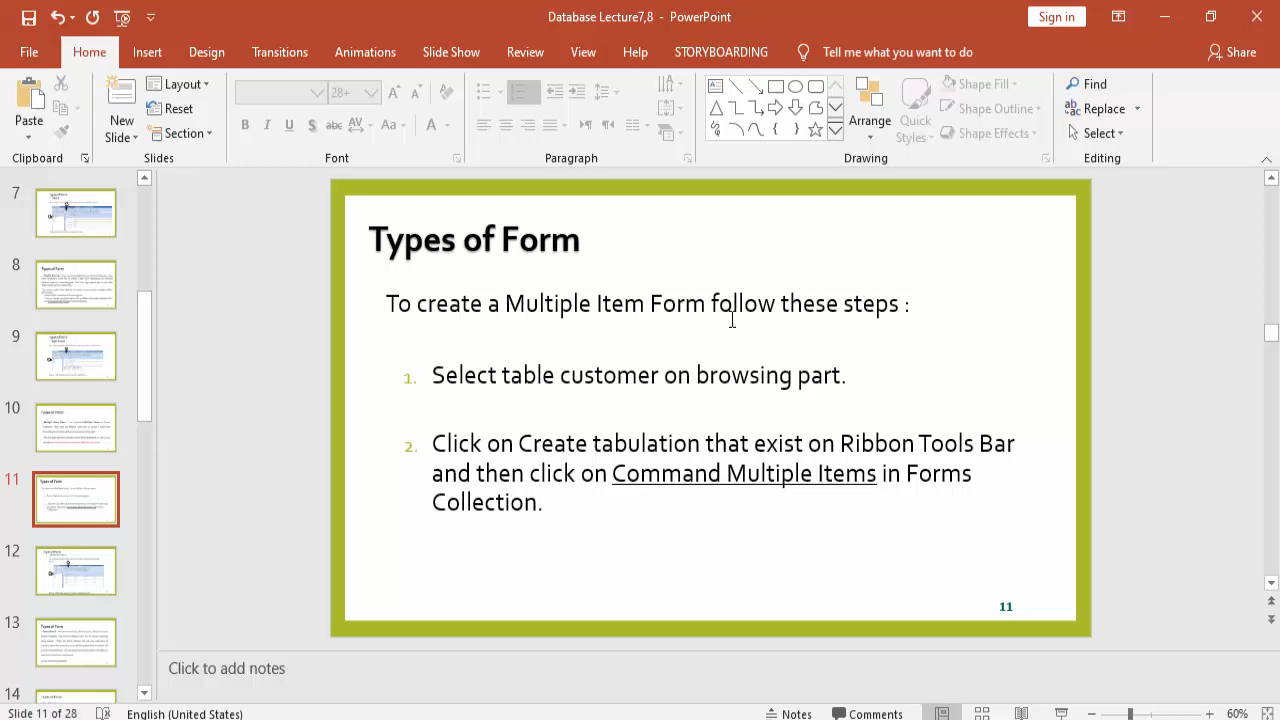 Database Lecture7,8 - PowerPoint
Sign in
File Home Insert Design Transitions Animations Slide Show Review View Help STORYBOARDING Tell me what you want to do Share
Paste
Clipboard
New Slide
Layout
Reset
Section
Slides
28+
B I U S abc AV Aa A
Font
Paragraph
Arrange
Quick Styles
Shape Fill
Shape Outline
Shape Effects
Drawing
Find
Replace
Select
Editing
7
8
9
10
11
12
13
14
Types of Form
To create a Multiple Item Form follow these steps :
1. Select table customer on browsing part.
2. Click on Create tabulation that exist on Ribbon Tools Bar
and then click on Command Multiple Items in Forms
Collection.
11
Click to add notes
Slide 11 of 28 English (United States) Notes Comments 60%